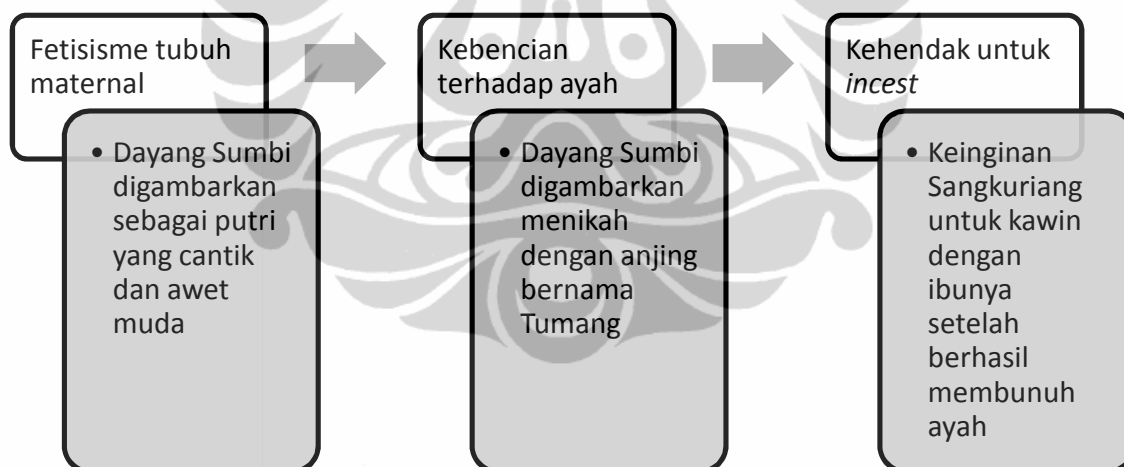 Fetisisme tubuh
maternal
• Dayang Sumbi
digambarkan
sebagai putri
yang cantik
dan awet
muda
Kebencian
terhadap ayah
• Dayang Sumbi
digambarkan
menikah
dengan anjing
bernama
Tumang
Kehendak untuk
incest
• Keinginan
Sangkuriang
untuk kawin
dengan
ibunya
setelah
berhasil
membunuh
ayah